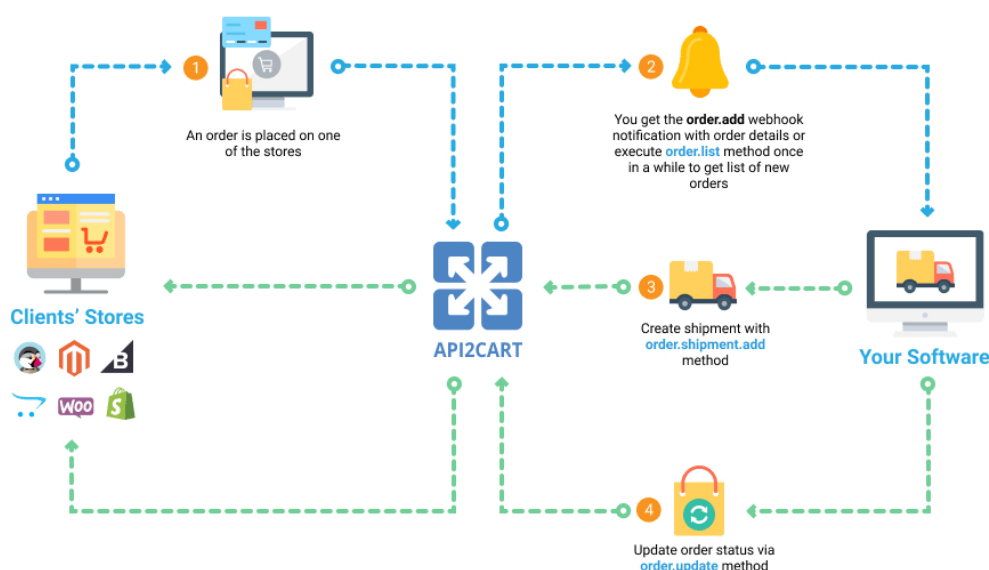 1
An order is placed on one
of the stores
2
You get the order.add webhook
notification with order details or
execute order.list method once
in a while to get list of new
orders
Clients’ Stores
B
WOO
S
API2CART
3
Create shipment with
order.shipment.add
method
Your Software
4
Update order status via
order.update method